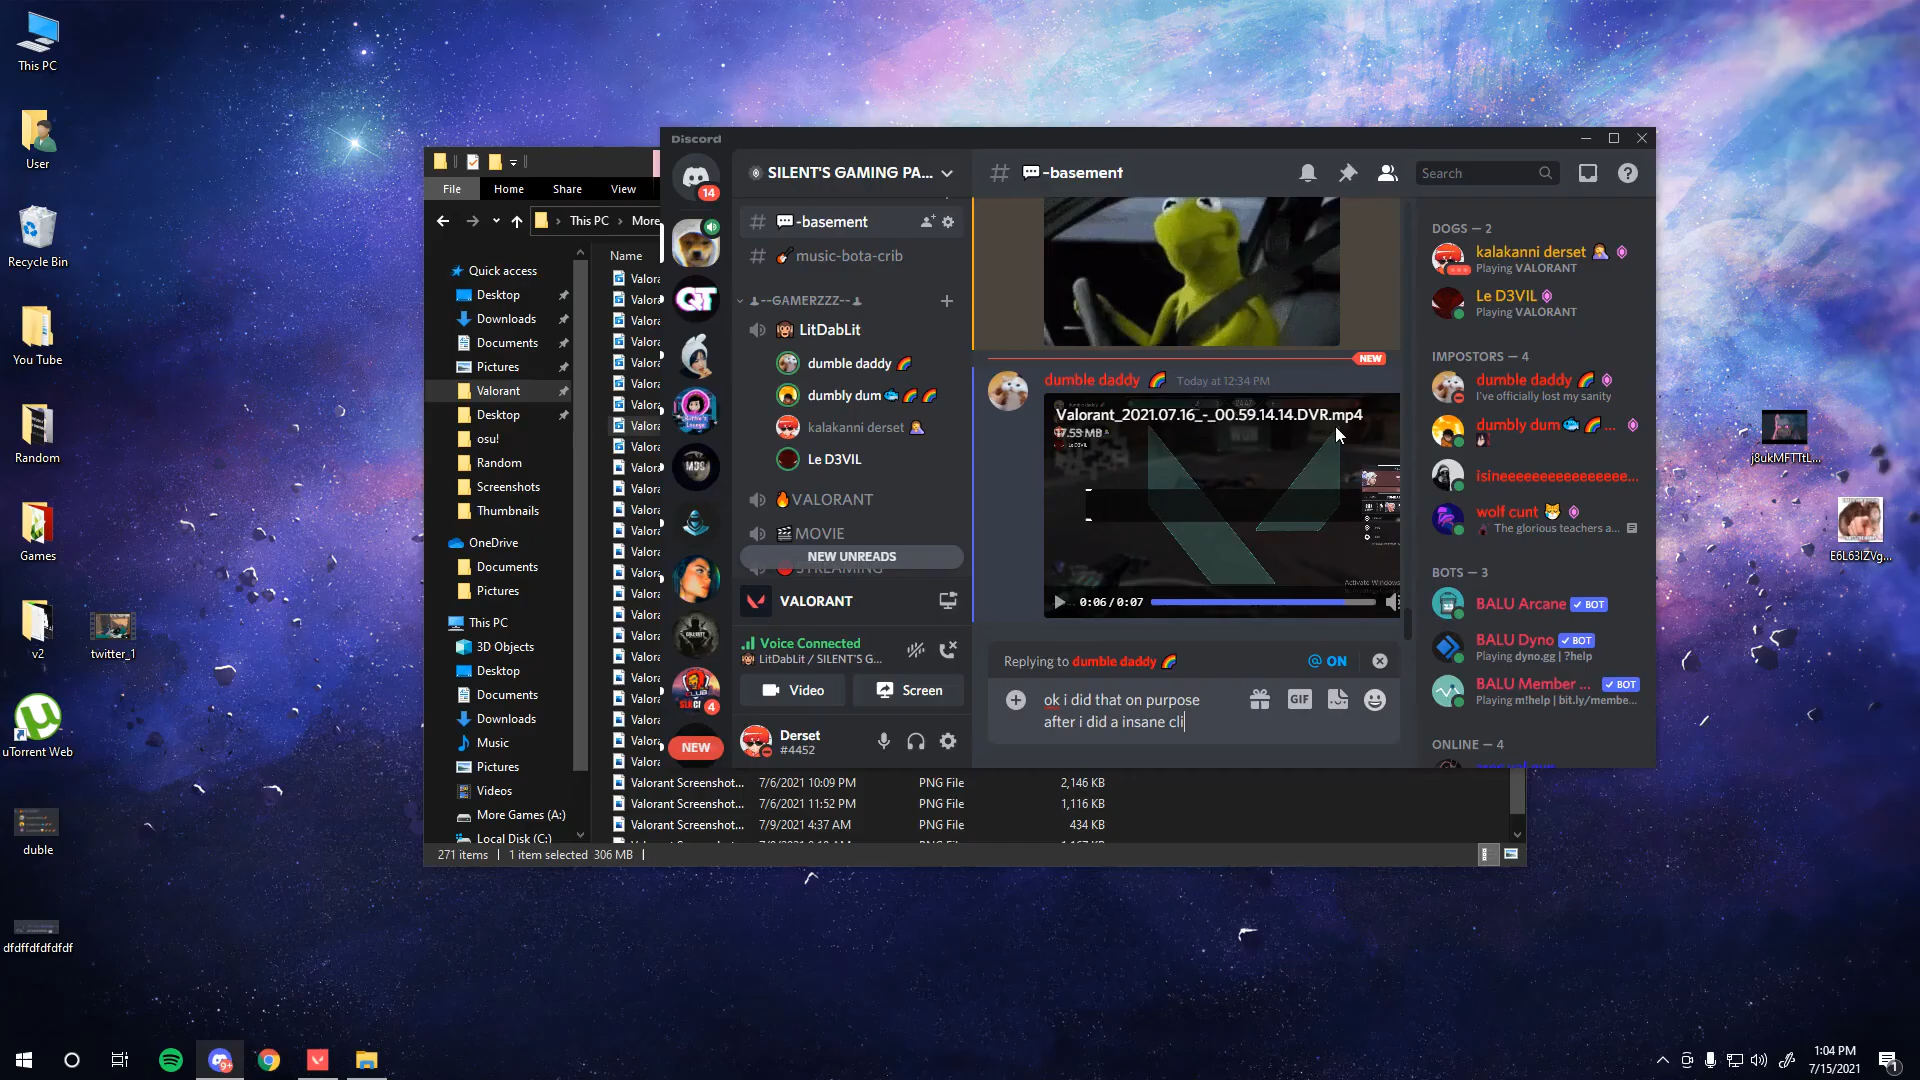 This PC
User
Recycle Bin
You Tube
Random
Games
v2
twitter_1
uTorrent Web
duble
dfdffdfdfdfdf
File
Home
Share
View
This PC
More
Quick access
Desktop
Downloads
Documents
Pictures
Valorant
Desktop
osu!
Random
Screenshots
Thumbnails
OneDrive
Documents
Pictures
This PC
3D Objects
Desktop
Documents
Downloads
Music
Pictures
Videos
More Games (A:)
Local Disk (C:)
Name
Valorant Screenshot... 7/6/2021 10:09 PM PNG File 2,146 KB
Valorant Screenshot... 7/6/2021 11:52 PM PNG File 1,116 KB
Valorant Screenshot... 7/9/2021 4:37 AM PNG File 434 KB
271 items 1 item selected 306 MB
Discord
14
QT
MDS
4
NEW
SILENT'S GAMING PA...
-basement
music-bota-crib
--GAMERZZZ--
LitDabLit
dumble daddy
dumbly dum
kalakanni derset
Le D3VIL
VALORANT
MOVIE
NEW UNREADS
STREAMING
VALORANT
Voice Connected
LitDabLit / SILENT'S G...
Video
Screen
Derset
#4452
-basement
Search
NEW
dumble daddy Today at 12:34 PM
Valorant_2021.07.16_-_00.59.14.14.DVR.mp4
17.53 MB
Activate Windows
0:06/0:07
Replying to dumble daddy
@ ON
ok i did that on purpose
after i did a insane cli
GIF
DOGS — 2
kalakanni derset
Playing VALORANT
Le D3VIL
Playing VALORANT
IMPOSTORS — 4
dumble daddy
I've officially lost my sanity
dumbly dum ...
isineeeeeeeeeeeeeeee...
wolf cunt
The glorious teachers a...
BOTS — 3
BALU Arcane BOT
BALU Dyno BOT
Playing dyno.gg | ?help
BALU Member ... BOT
Playing m!help | bit.ly/membe...
ONLINE — 4
j8ukMFTTtL...
E6L63IZVg...
9+
1:04 PM
7/15/2021
1